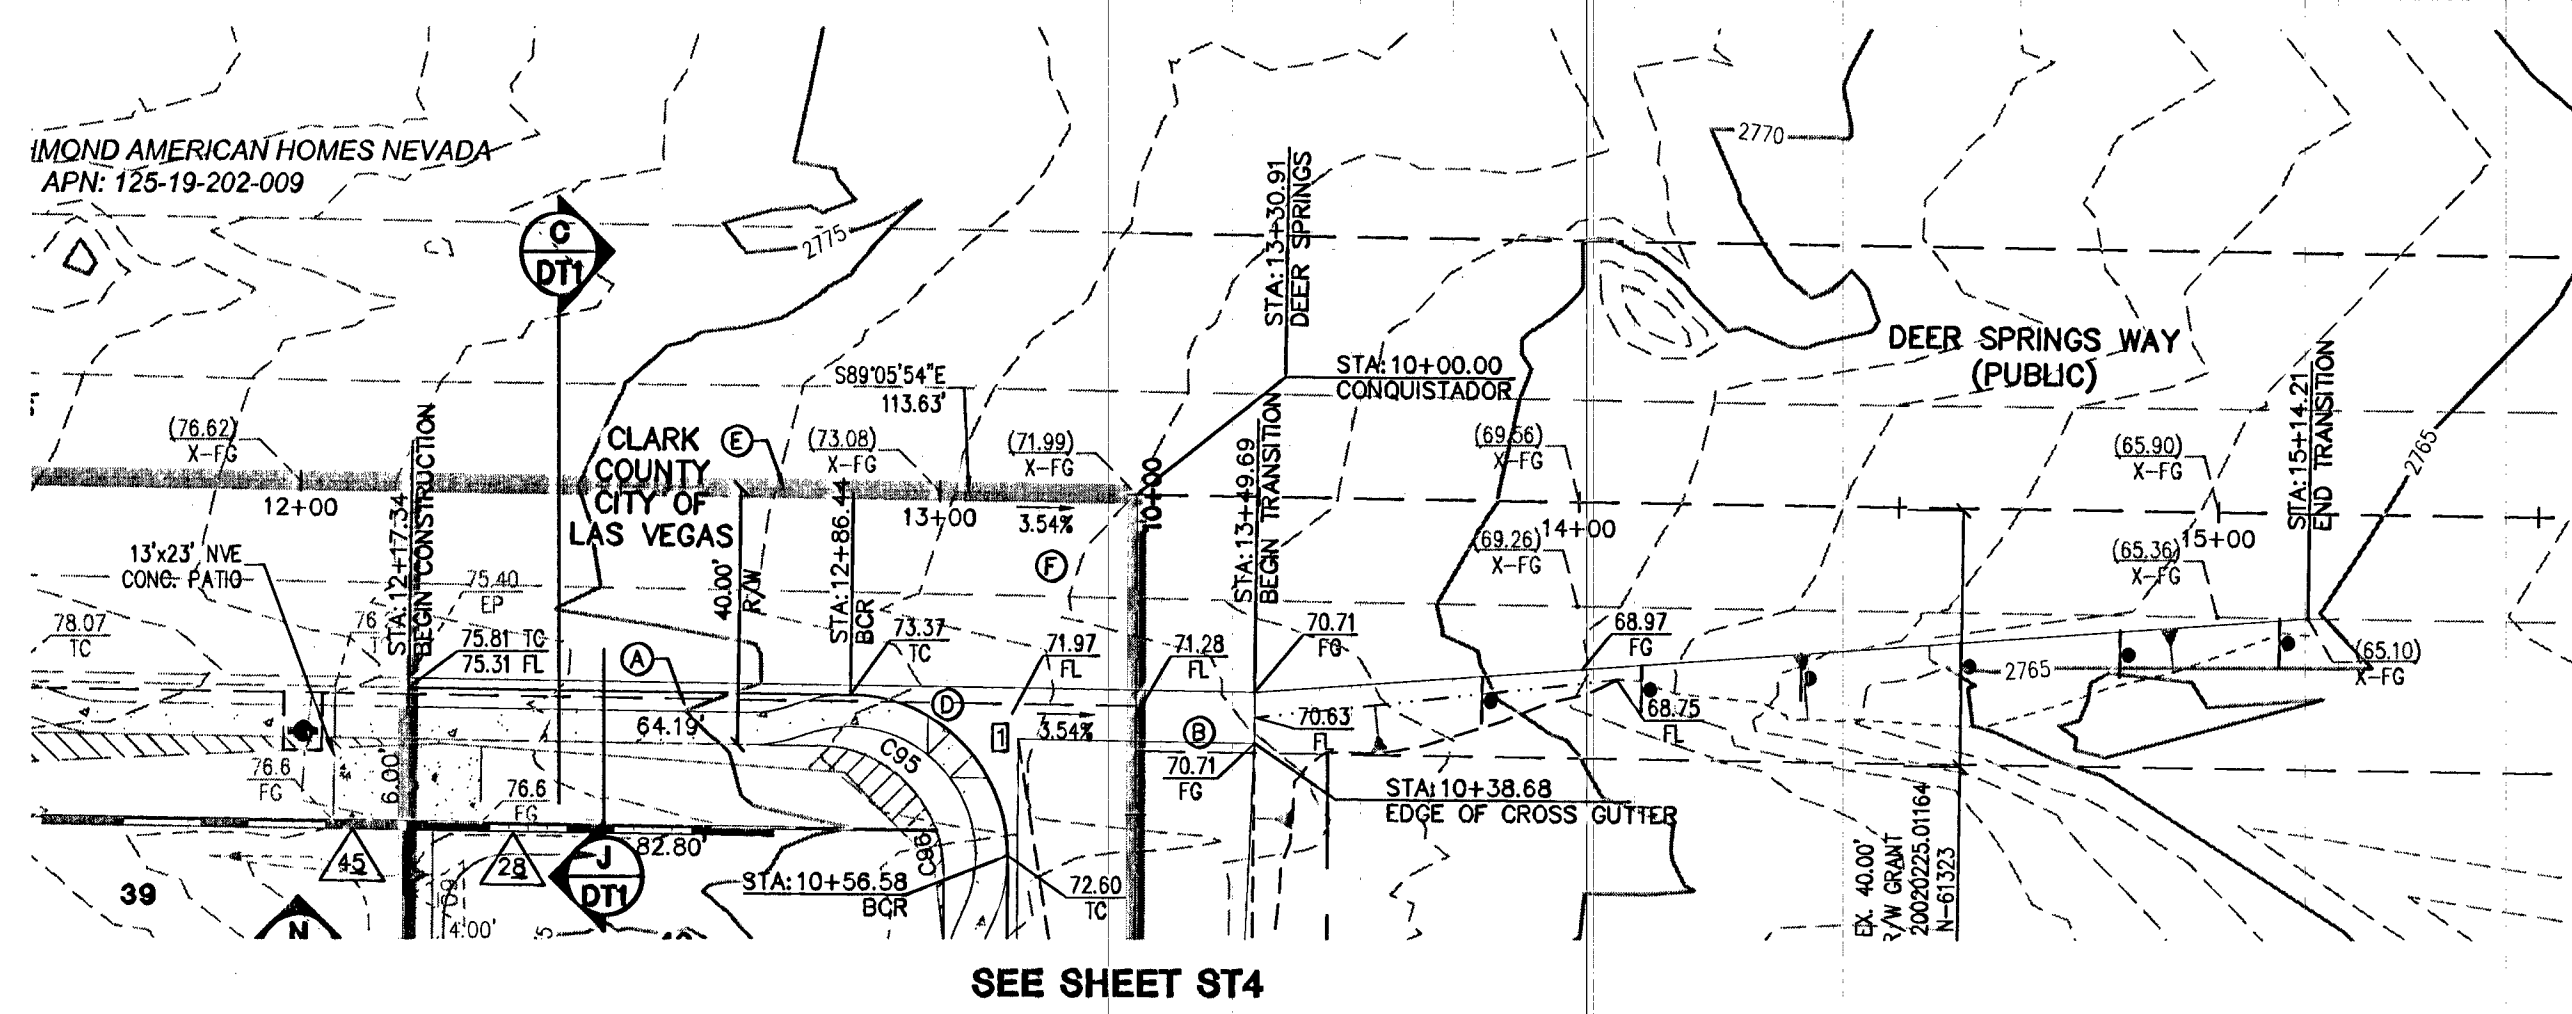 2770
MOND AMERICAN HOMES NEVADA
APN: 125-19-202-009
STA: 13+30.91
DEER SPRINGS
C
DT1
2775
DEER SPRINGS WAY
(PUBLIC)
STA: 10+00.00
CONQUISTADOR
S89°05'54"E
113.63'
(76.62)
X-FG
CLARK
COUNTY
CITY OF
LAS VEGAS
E
(73.08)
X-FG
(71.99)
X-FG
(69.56)
X-FG
(65.90)
X-FG
2765
STA: 15+14.21
END TRANSITION
STA: 12+17.34
BEGIN CONSTRUCTION
STA: 13+49.69
BEGIN TRANSITION
10+00
12+00
13+00
3.54%
14+00
15+00
STA: 12+86.44
BCR
40.00'
R/W
13'x23' NVE
CONC. PATIO
75.40
EP
F
(69.26)
X-FG
(65.36)
X-FG
78.07
TC
76
75.81 TC
75.31 FL
A
73.37
TC
71.97
FL
71.28
FL
70.71
FG
68.97
FG
(65.10)
X-FG
2765
64.19'
D
1
3.54%
B
70.63
FL
68.75
FL
76.6
FG
6.00'
76.6
FG
C95
70.71
FG
STA: 10+38.68
EDGE OF CROSS GUTTER
45
28
J
DT1
82.80'
C96
STA: 10+56.58
BCR
72.60
TC
39
N
4.00'
EX. 40.00'
R/W GRANT
20020225.01164
N-61323
SEE SHEET ST4